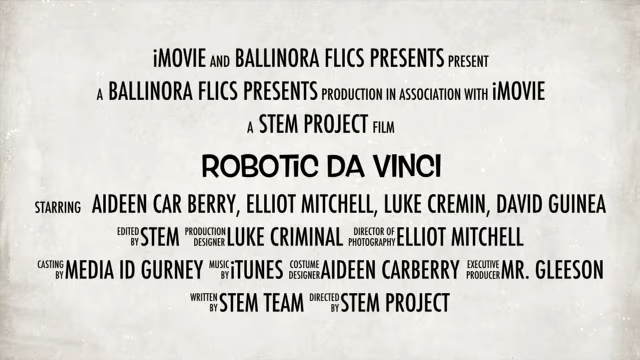 iMOVIE AND BALLINORA FLICS PRESENTS PRESENT
A BALLINORA FLICS PRESENTS PRODUCTION IN ASSOCIATION WITH iMOVIE
A STEM PROJECT FILM
ROBOTIC DA VINCI
STARRING AIDEEN CAR BERRY, ELLIOT MITCHELL, LUKE CREMIN, DAVID GUINEA
EDITED BY STEM PRODUCTION DESIGNER LUKE CRIMINAL DIRECTOR OF PHOTOGRAPHY ELLIOT MITCHELL
CASTING BY MEDIA ID GURNEY MUSIC BY iTUNES COSTUME DESIGNER AIDEEN CARBERRY EXECUTIVE PRODUCER MR. GLEESON
WRITTEN BY STEM TEAM DIRECTED BY STEM PROJECT